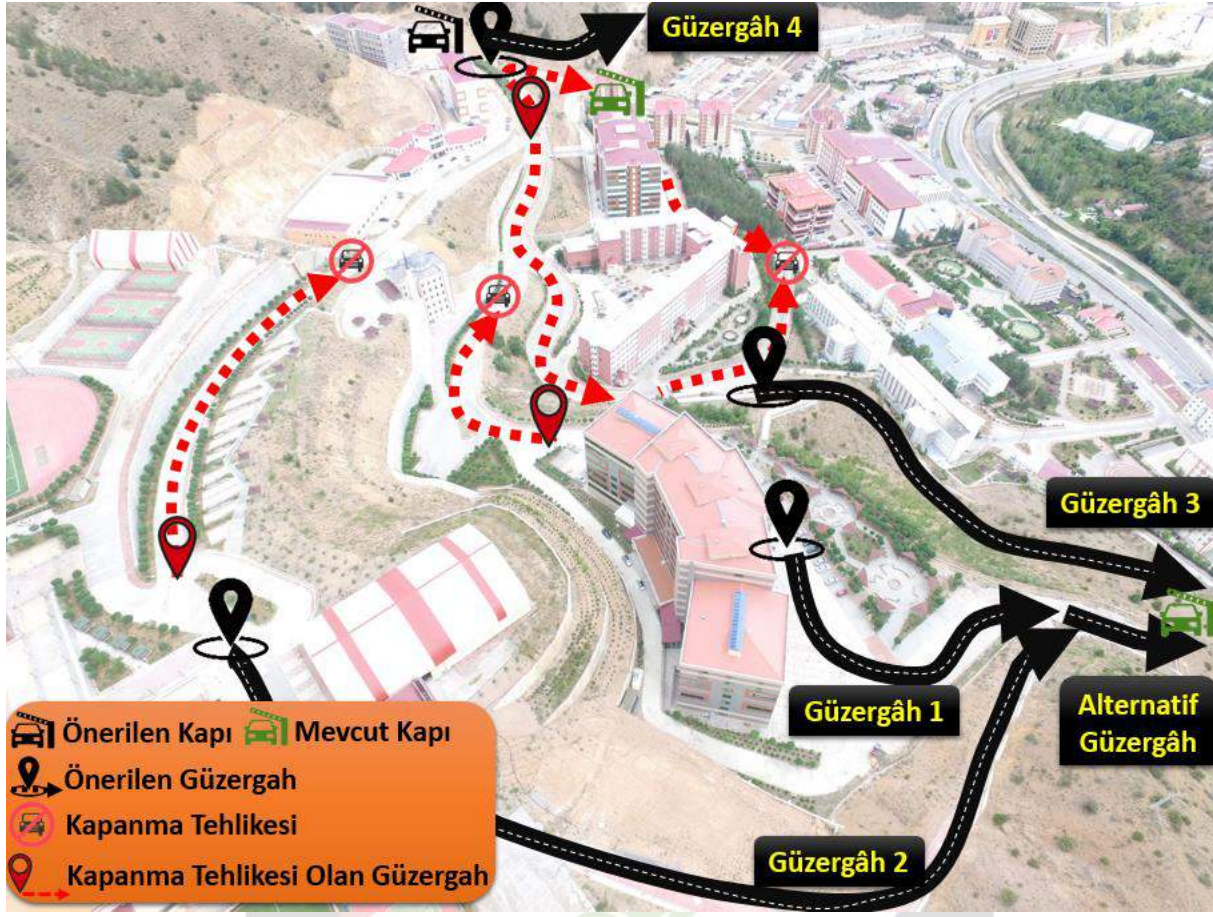 Güzergâh 4
Güzergâh 3
Güzergâh 1
Alternatif
Güzergâh
Güzergâh 2
Önerilen Kapı
Mevcut Kapı
Önerilen Güzergah
Kapanma Tehlikesi
Kapanma Tehlikesi Olan Güzergah